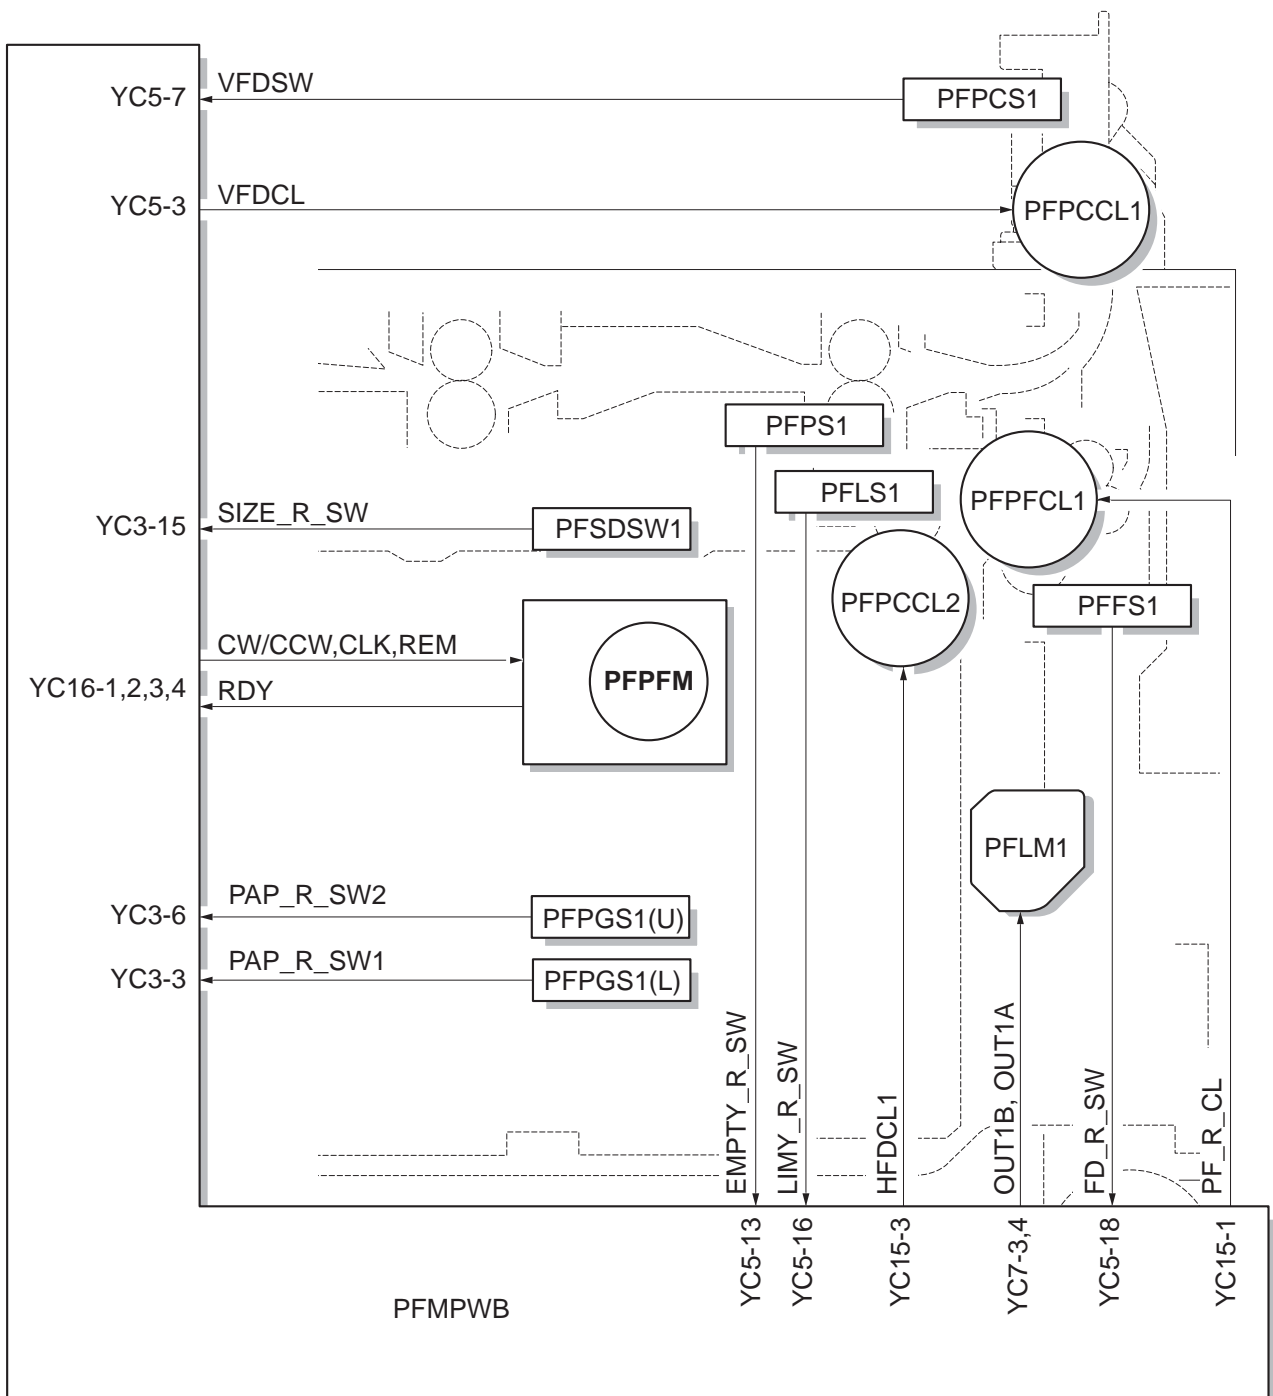 YC5-7
VFDSW
PFPCS1
YC5-3
VFDCL
PFPCCL1
PFPS1
PFLS1
PFPFCL1
YC3-15
SIZE_R_SW
PFSDSW1
PFPCCL2
PFFS1
CW/CCW,CLK,REM
YC16-1,2,3,4
RDY
PFPFM
PFLM1
YC3-6
PAP_R_SW2
PFPGS1(U)
YC3-3
PAP_R_SW1
PFPGS1(L)
EMPTY_R_SW
LIMY_R_SW
HFDCL1
OUT1B, OUT1A
FD_R_SW
PF_R_CL
YC5-13
YC5-16
YC15-3
YC7-3,4
YC5-18
YC15-1
PFMPWB